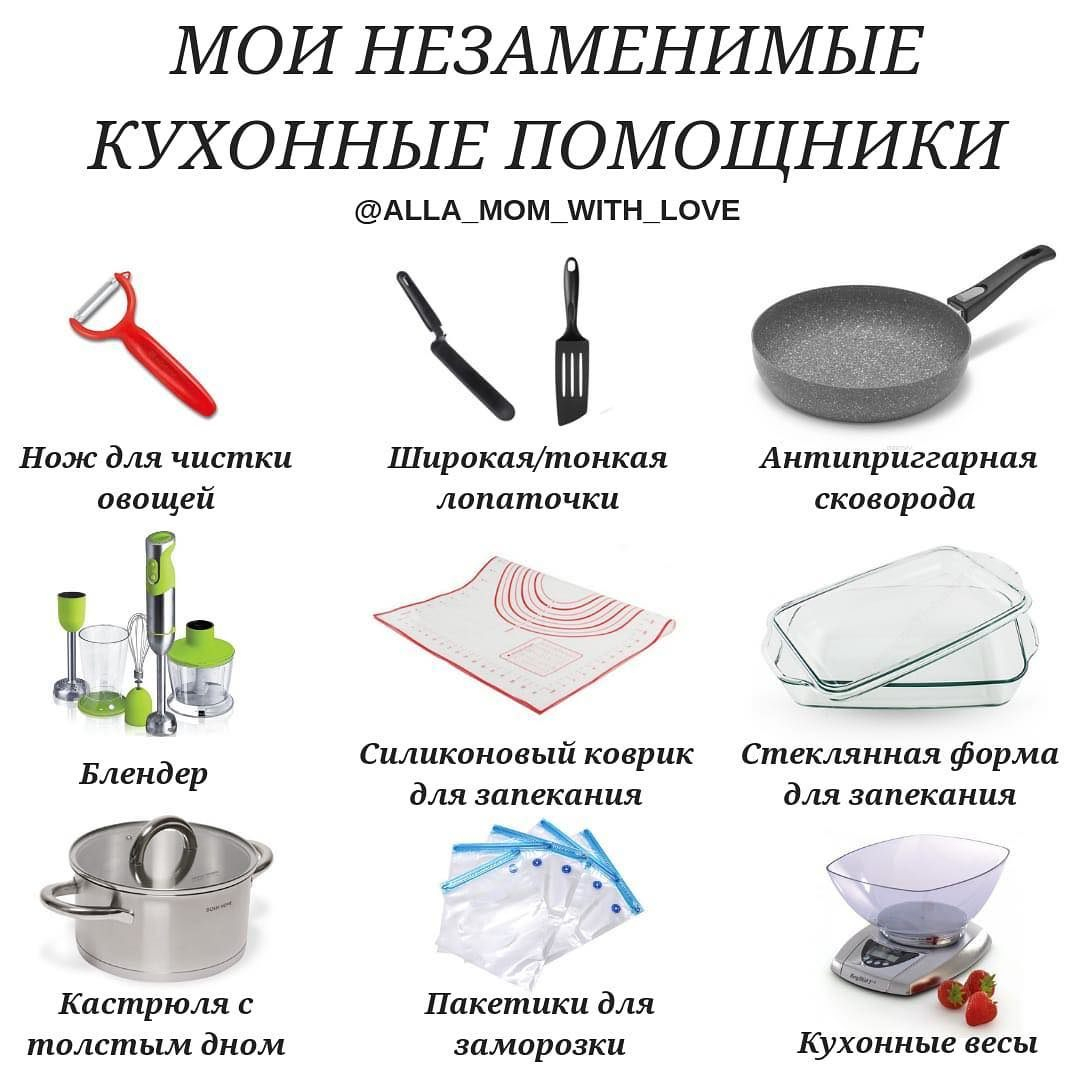 МОИ НЕЗАМЕНИМЫЕ
КУХОННЫЕ ПОМОЩНИКИ
@ALLA_MOM_WITH_LOVE
Нож для чистки
овощей
Широкая/тонкая
лопаточки
Антиприггарная
сковорода
Блендер
Силиконовый коврик
для запекания
Стеклянная форма
для запекания
Кастрюля с
толстым дном
Пакетики для
заморозки
Кухонные весы